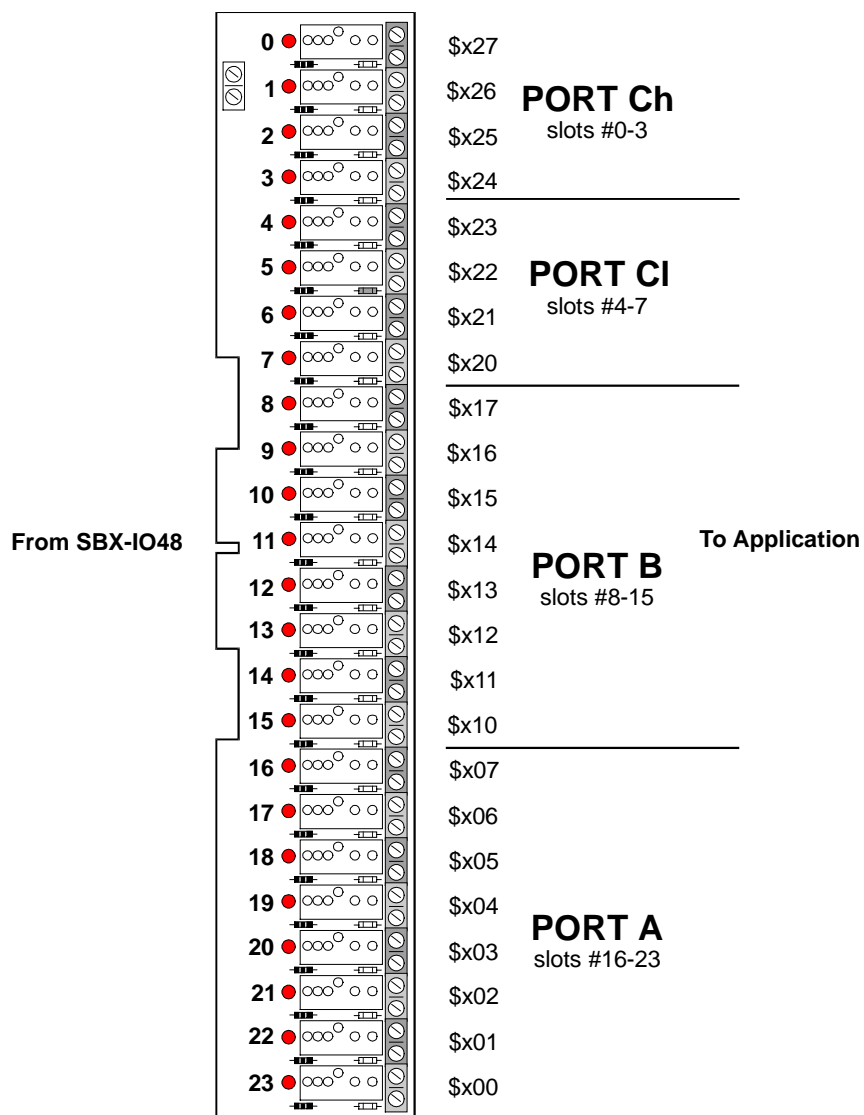 0 $x27
1 $x26 PORT Ch
2 $x25 slots #0-3
3 $x24
4 $x23
5 $x22 PORT Cl
6 $x21 slots #4-7
7 $x20
8 $x17
9 $x16
10 $x15
From SBX-IO48 11 $x14 To Application
12 $x13 PORT B
slots #8-15
13 $x12
14 $x11
15 $x10
16 $x07
17 $x06
18 $x05
19 $x04 PORT A
20 $x03 slots #16-23
21 $x02
22 $x01
23 $x00